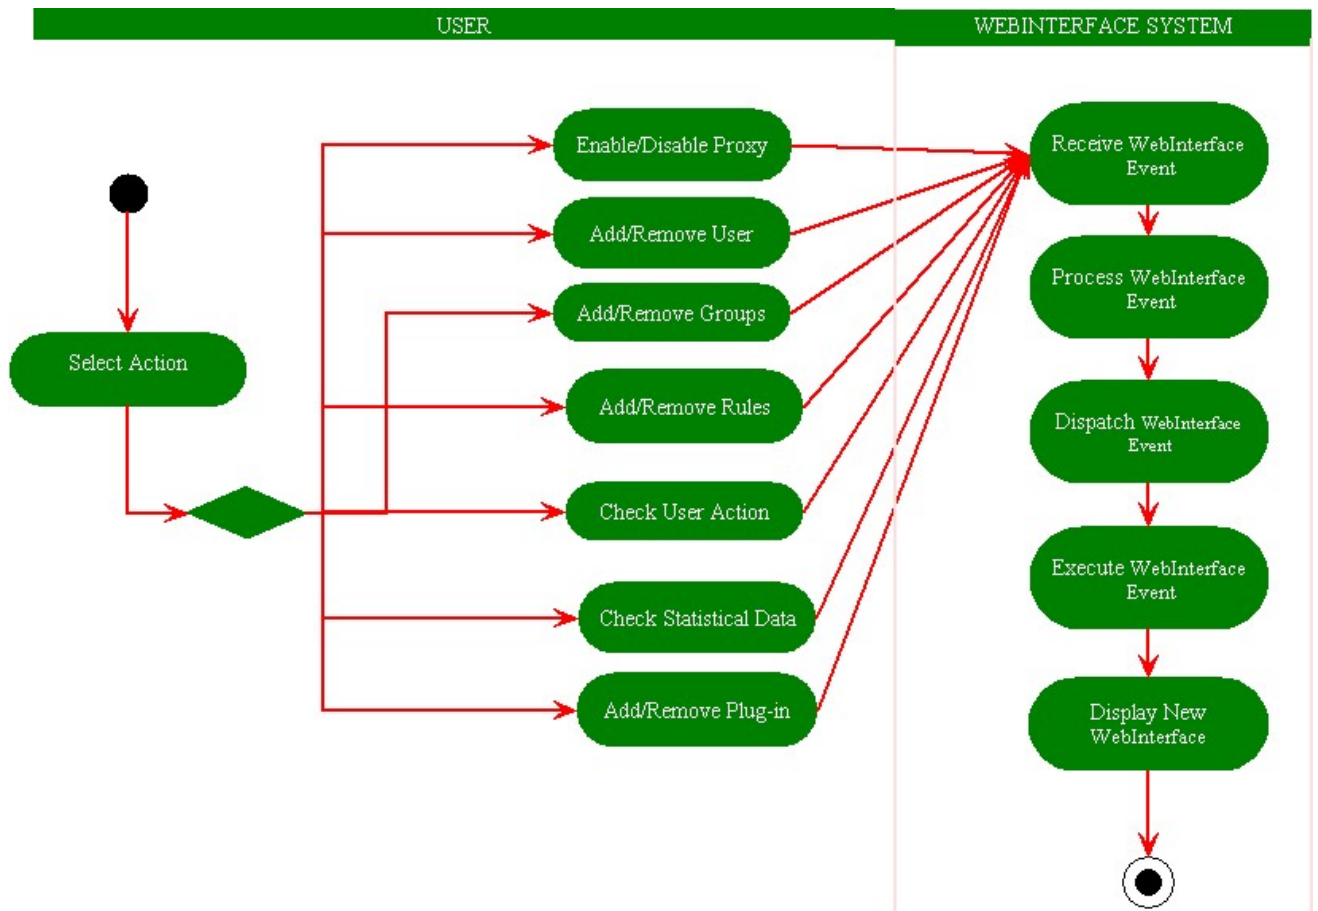 USER
WEBINTERFACE SYSTEM
Select Action
Enable/Disable Proxy
Add/Remove User
Add/Remove Groups
Add/Remove Rules
Check User Action
Check Statistical Data
Add/Remove Plug-in
Receive WebInterface
Event
Process WebInterface
Event
Dispatch WebInterface
Event
Execute WebInterface
Event
Display New
WebInterface